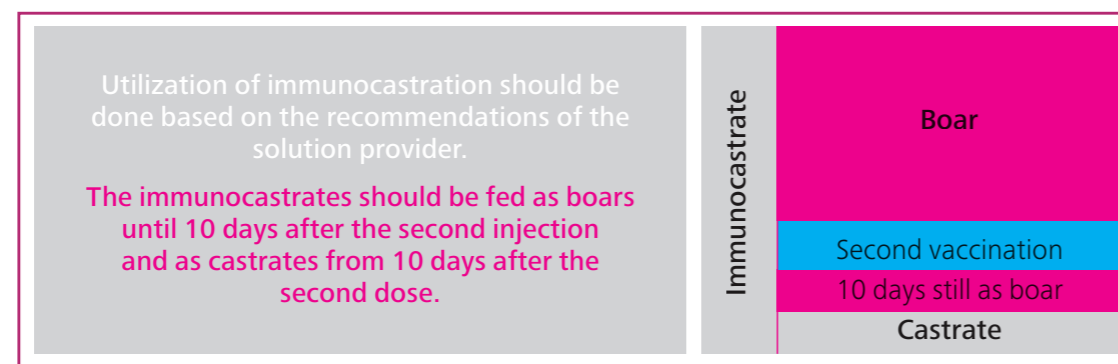 Utilization of immunocastration should be
done based on the recommendations of the
solution provider.
The immunocastrates should be fed as boars
until 10 days after the second injection
and as castrates from 10 days after the
second dose.
Immunocastrate
Boar
Second vaccination
10 days still as boar
Castrate